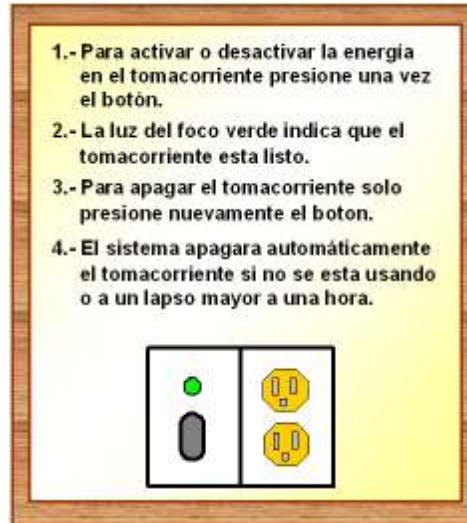 1.- Para activar o desactivar la energía
en el tomacorriente presione una vez
el botón.
2.- La luz del foco verde indica que el
tomacorriente esta listo.
3.- Para apagar el tomacorriente solo
presione nuevamente el boton.
4.- El sistema apagara automáticamente
el tomacorriente si no se esta usando
o a un lapso mayor a una hora.